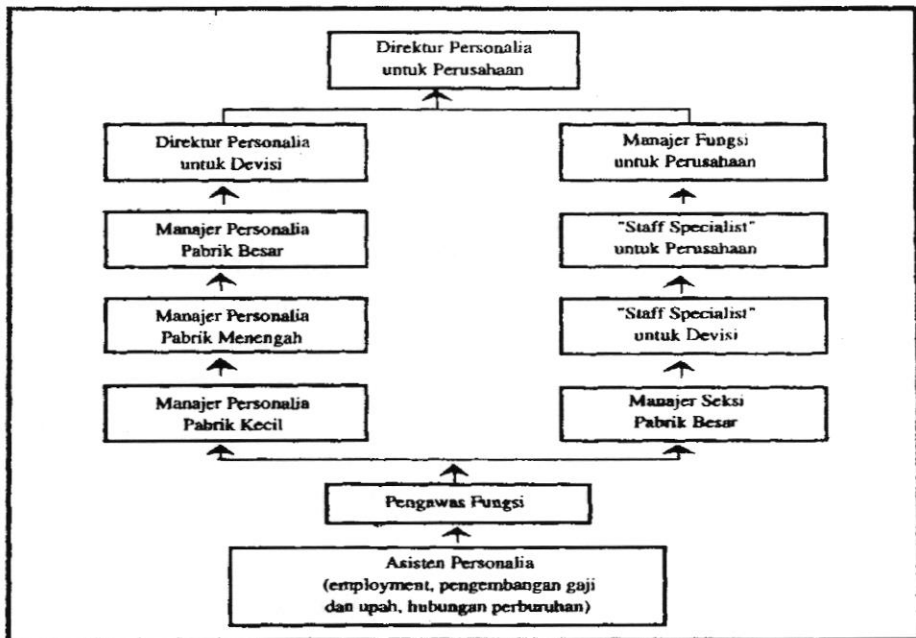 Direktur Personalia
untuk Perusahaan
Direktur Personalia
untuk Devisi
Manajer Fungsi
untuk Perusahaan
Manajer Personalia
Pabrik Besar
"Staff Specialist"
untuk Perusahaan
Manajer Personalia
Pabrik Menengah
"Staff Specialist"
untuk Devisi
Manajer Personalia
Pabrik Kecil
Manajer Seksi
Pabrik Besar
Pengawas Fungsi
Asisten Personalia
(employment, pengembangan gaji
dan upah, hubungan perburuhan)